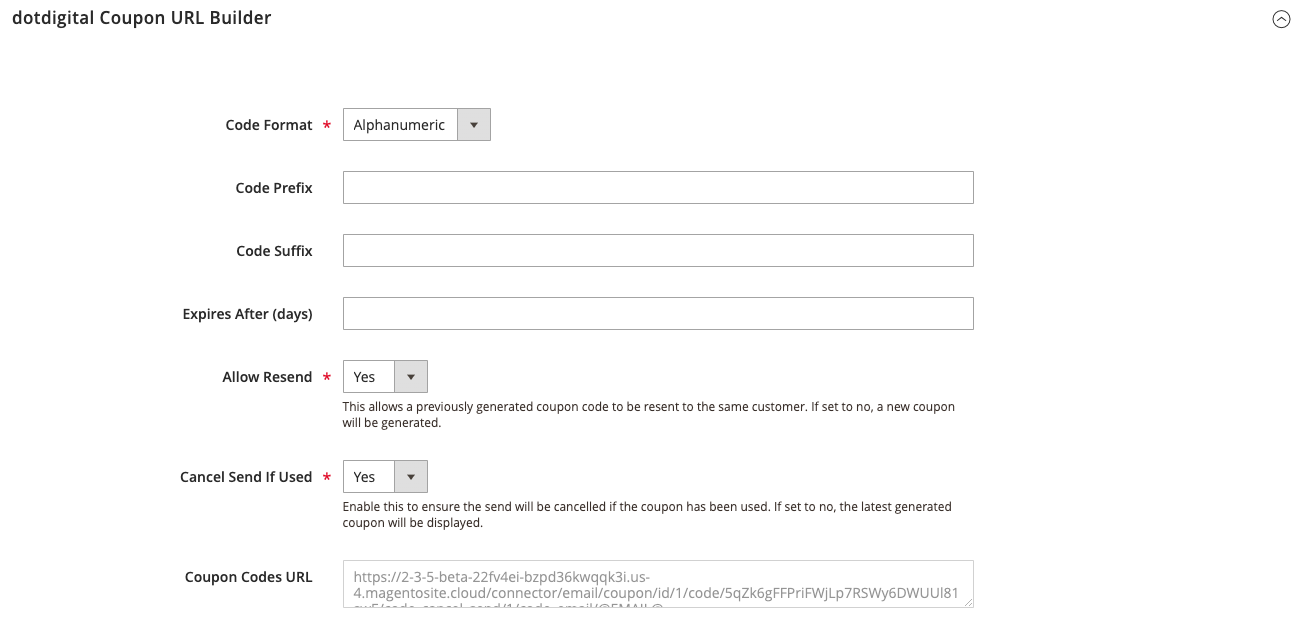 dotdigital Coupon URL Builder
Code Format *
Alphanumeric
Code Prefix
Code Suffix
Expires After (days)
Allow Resend *
Yes
This allows a previously generated coupon code to be resent to the same customer. If set to no, a new coupon
will be generated.
Cancel Send If Used *
Yes
Enable this to ensure the send will be cancelled if the coupon has been used. If set to no, the latest generated
coupon will be displayed.
Coupon Codes URL
https://2-3-5-beta-22fv4ei-bzpd36kwqqk3i.us-
4.magentosite.cloud/connector/email/coupon/id/1/code/5qZk6gFFPriFWjLp7RSWy6DWUUl81